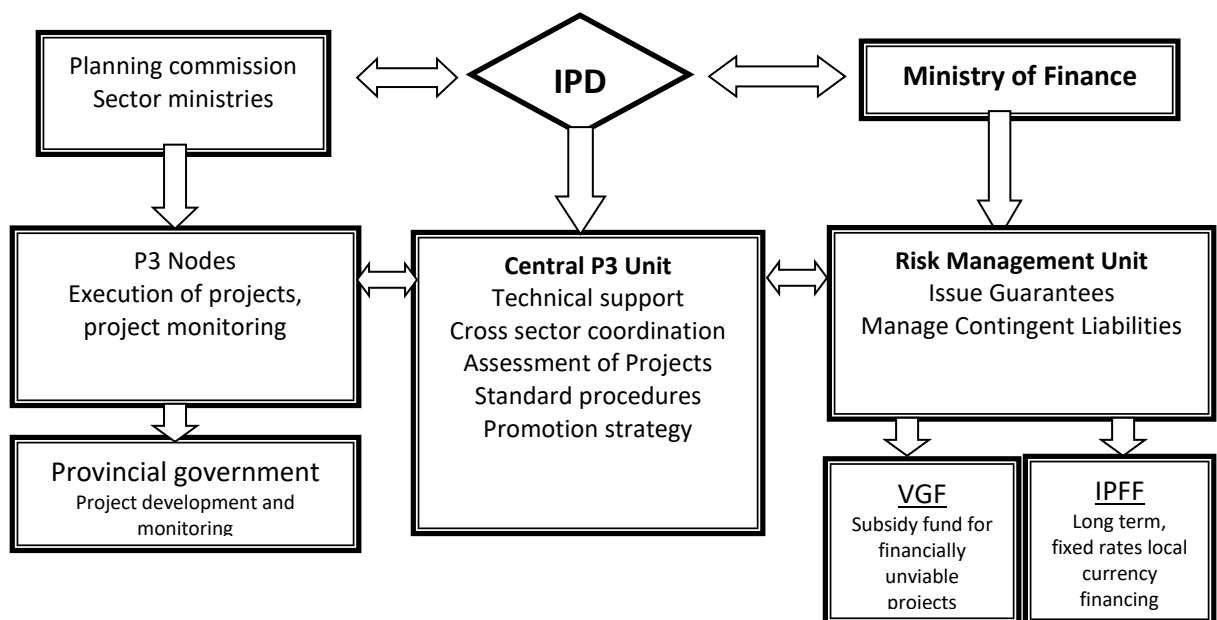 Planning commission
Sector ministries
IPD
Ministry of Finance
P3 Nodes
Execution of projects,
project monitoring
Central P3 Unit
Technical support
Cross sector coordination
Assessment of Projects
Standard procedures
Promotion strategy
Risk Management Unit
Issue Guarantees
Manage Contingent Liabilities
Provincial government
Project development and
monitoring
VGF
Subsidy fund for
financially
unviable
projects
IPFF
Long term,
fixed rates local
currency
financing